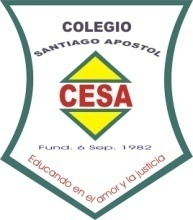 COLEGIO
SANTIAGO APOSTOL
CESA
Fund. 6 Sep. 1982
Educando en el amor y la justicia